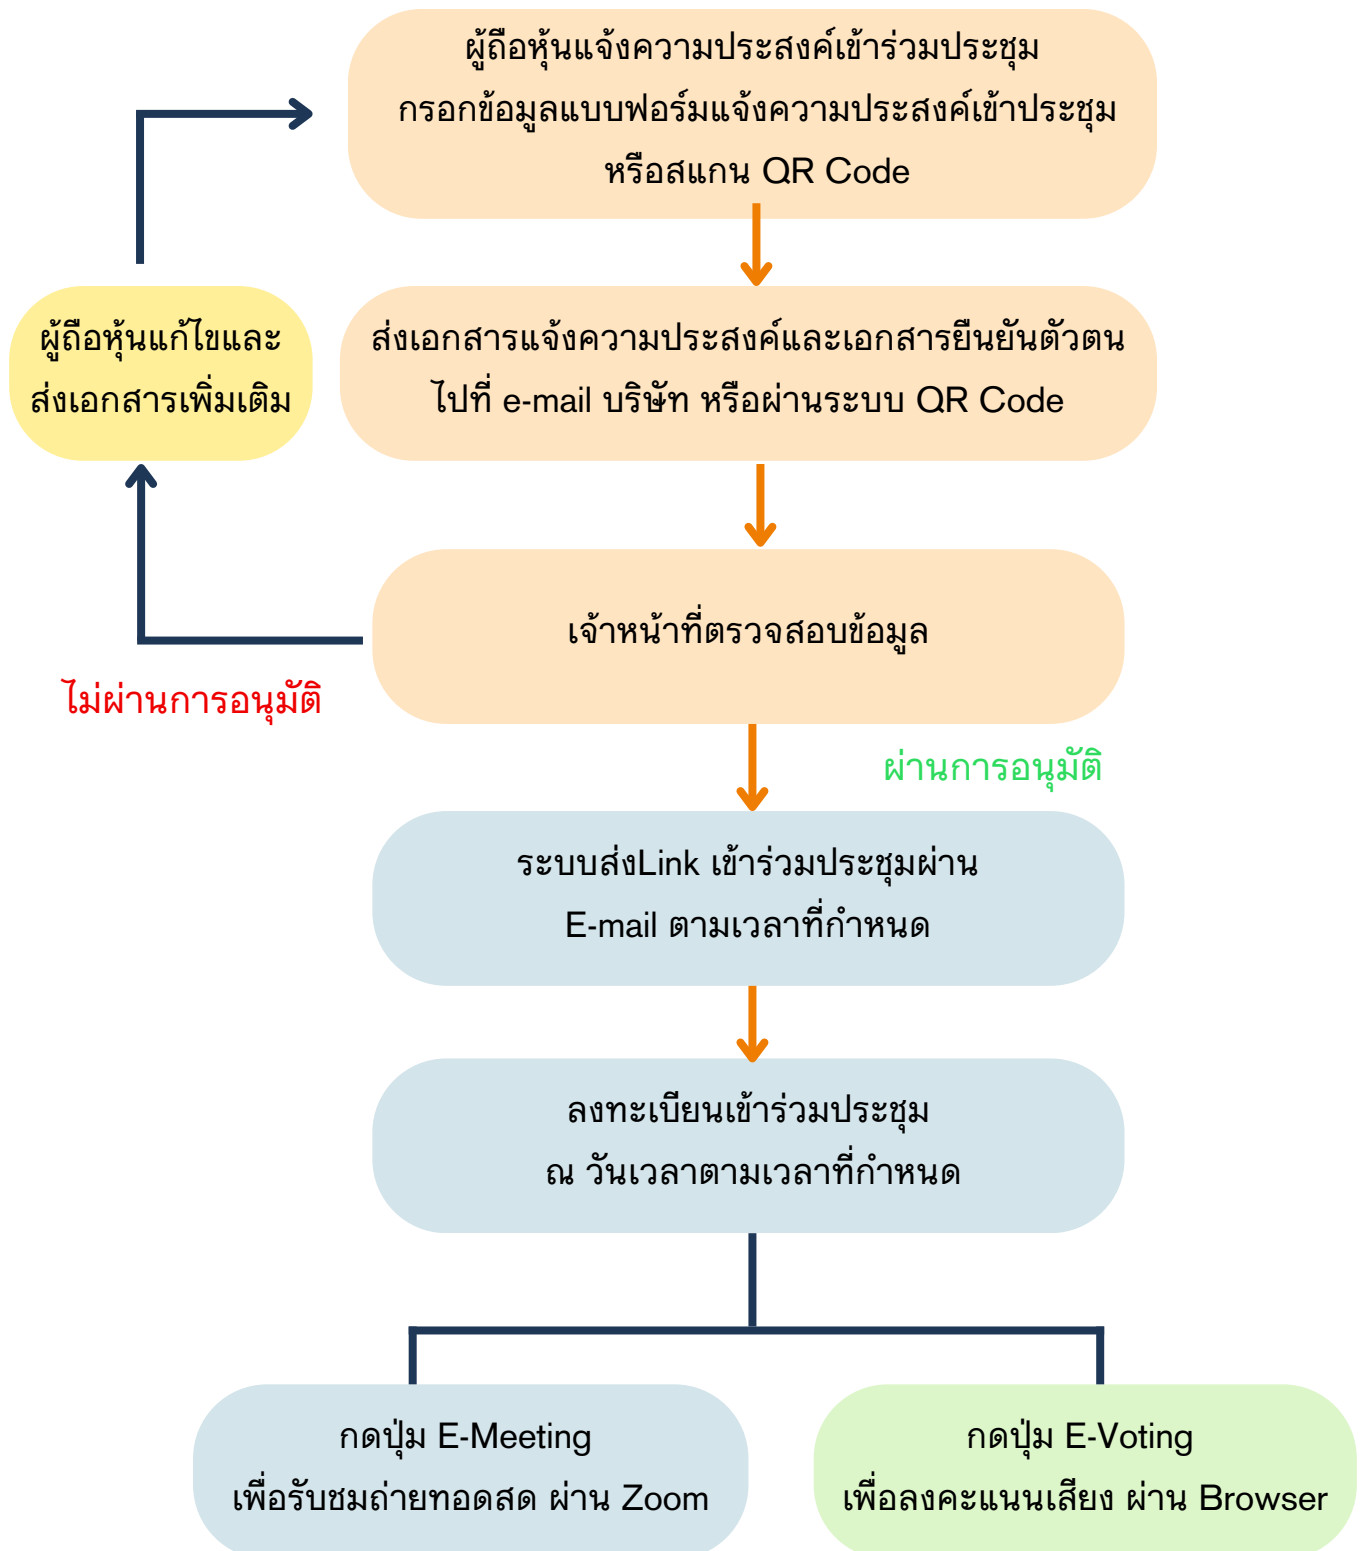 ผู้ถือหุ้นแจ้งความประสงค์เข้าร่วมประชุม
กรอกข้อมูลแบบฟอร์มแจ้งความประสงค์เข้าประชุม
หรือสแกน QR Code
ผู้ถือหุ้นแก้ไขและ
ส่งเอกสารเพิ่มเติม
ส่งเอกสารแจ้งความประสงค์และเอกสารยืนยันตัวตน
ไปที่ e-mail บริษัท หรือผ่านระบบ QR Code
เจ้าหน้าที่ตรวจสอบข้อมูล
ไม่ผ่านการอนุมัติ
ผ่านการอนุมัติ
ระบบส่งLink เข้าร่วมประชุมผ่าน
E-mail ตามเวลาที่กำหนด
ลงทะเบียนเข้าร่วมประชุม
ณ วันเวลาตามเวลาที่กำหนด
กดปุ่ม E-Meeting
เพื่อรับชมถ่ายทอดสด ผ่าน Zoom
กดปุ่ม E-Voting
เพื่อลงคะแนนเสียง ผ่าน Browser